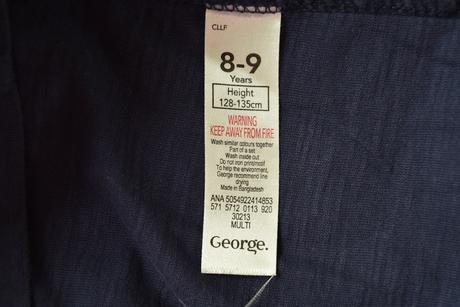 CLLF
8-9
Years
Height
128-135cm
WARNING
KEEP AWAY FROM FIRE
Wash similar colours together
Part of a set
Wash inside out
Do not iron print/motif
To help the environment,
George recommend line
drying
Made in Bangladesh
ANA 5054922414853
571 5712 0113 920
30213
MULTI
George.